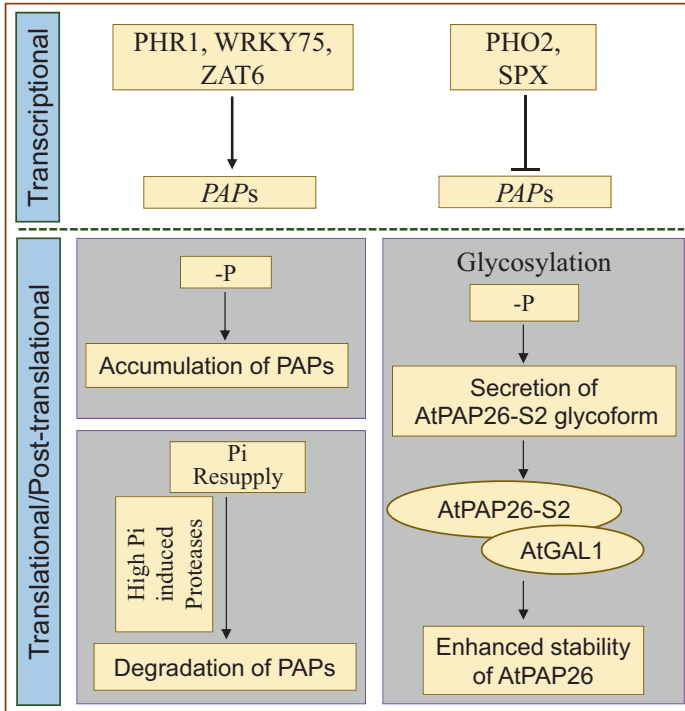 Transcriptional
PHR1, WRKY75,
ZAT6
PAPs
PHO2,
SPX
PAPs
Translational/Post-translational
-P
Accumulation of PAPs
Pi
Resupply
High Pi
induced
Proteases
Degradation of PAPs
Glycosylation
-P
Secretion of
AtPAP26-S2 glycoform
AtPAP26-S2
AtGAL1
Enhanced stability
of AtPAP26